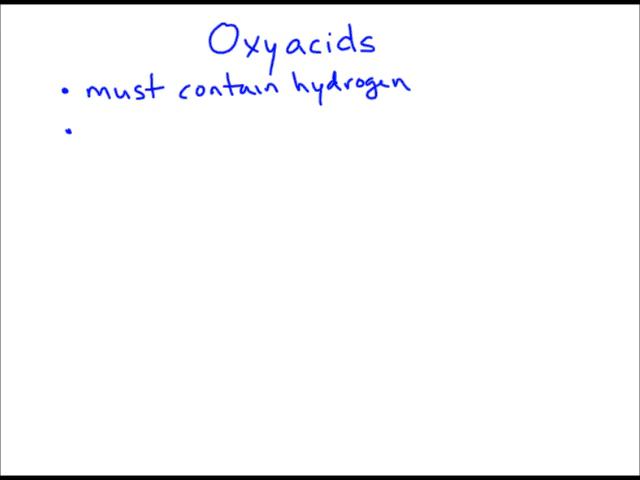 Oxyacids
• must contain hydrogen
•